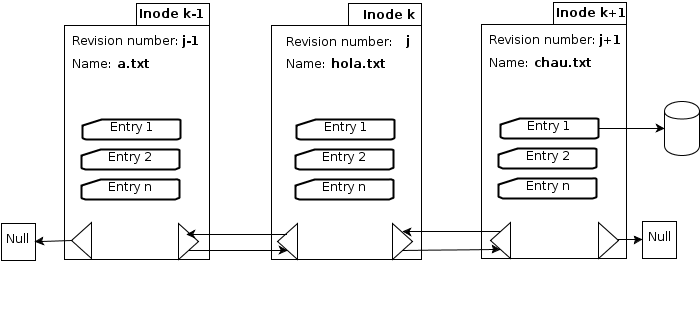 Inode k-1
Revision number: j-1
Name: a.txt
Entry 1
Entry 2
Entry n
Null
Inode k
Revision number: j
Name: hola.txt
Entry 1
Entry 2
Entry n
Inode k+1
Revision number: j+1
Name: chau.txt
Entry 1
Entry 2
Entry n
Null